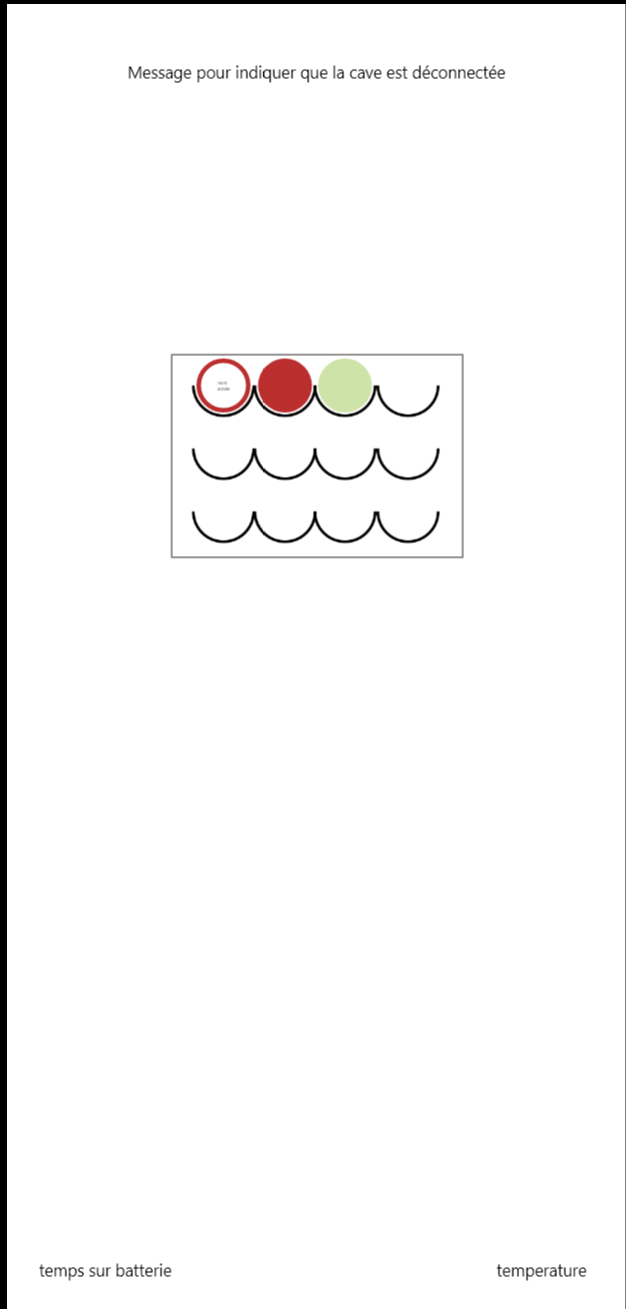 Message pour indiquer que la cave est déconnectée
temps sur batterie
temperature